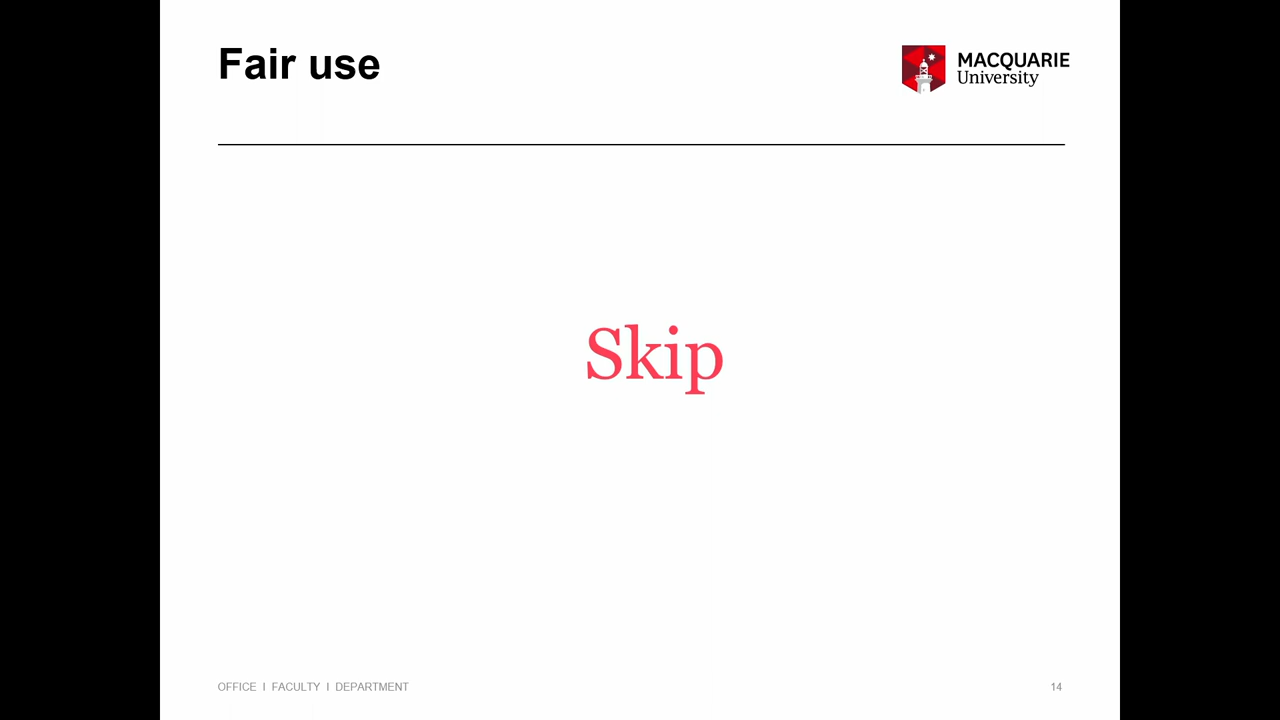 Fair use
MACQUARIE
University
Skip
OFFICE I FACULTY I DEPARTMENT
14